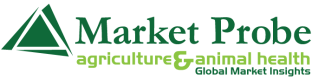 Market Probe
agriculture & animal health
Global Market Insights